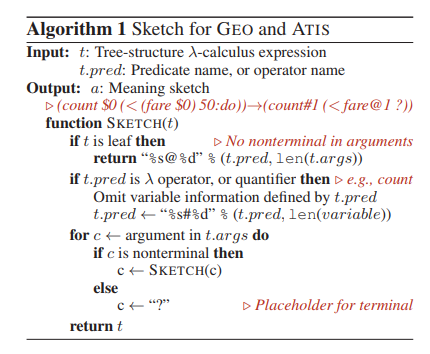 Algorithm 1 Sketch for GEO and ATIS
Input: t: Tree-structure λ-calculus expression
t.pred: Predicate name, or operator name
Output: a: Meaning sketch
▷ (count $0 (< (fare $0) 50:do))→(count#1 (< fare@1 ?))
function SKETCH(t)
if t is leaf then ▷ No nonterminal in arguments
return “%s@%d” % (t.pred, len(t.args))
if t.pred is λ operator, or quantifier then ▷ e.g., count
Omit variable information defined by t.pred
t.pred ← “%s#%d” % (t.pred, len(variable))
for c ← argument in t.args do
if c is nonterminal then
c ← SKETCH(c)
else
c ← “?” ▷ Placeholder for terminal
return t